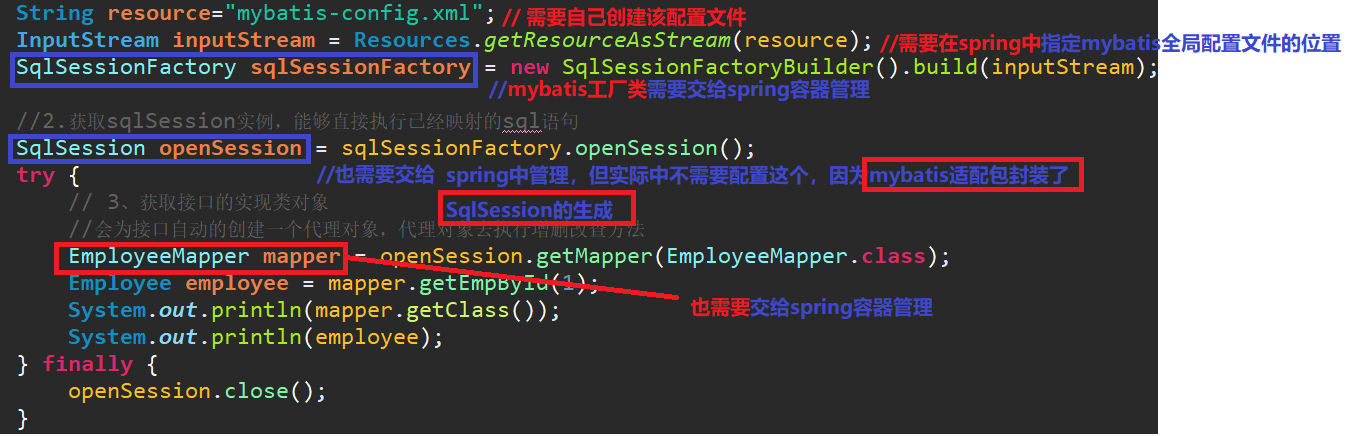 String resource="mybatis-config.xml"; // 需要自己创建该配置文件
InputStream inputStream = Resources.getResourceAsStream(resource); //需要在spring中指定mybatis全局配置文件的位置
SqlSessionFactory sqlSessionFactory = new SqlSessionFactoryBuilder().build(inputStream);
//mybatis工厂类需要交给spring容器管理
//2.获取sqlSession实例，能够直接执行已经映射的sql语句
SqlSession openSession = sqlSessionFactory.openSession();
try { //也需要交给 spring中管理，但实际中不需要配置这个，因为mybatis适配包封装了
// 3、获取接口的实现类对象 SqlSession的生成
//会为接口自动的创建一个代理对象，代理对象去执行增删改查方法
EmployeeMapper mapper = openSession.getMapper(EmployeeMapper.class);
Employee employee = mapper.getEmpById(1);
System.out.println(mapper.getClass()); 也需要交给spring容器管理
System.out.println(employee);
} finally {
openSession.close();
}